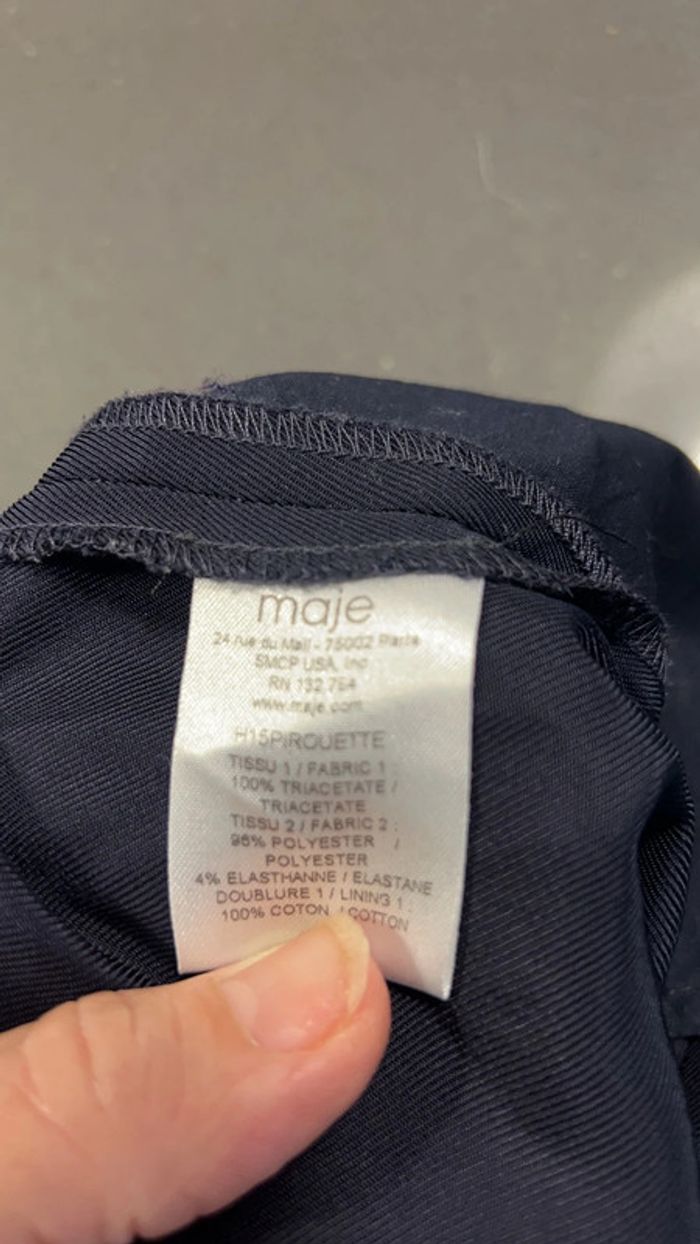 maje
24 rue du Mail - 75002 Paris
SMCP USA, Inc
RN 132 764
www.maje.com
H15PIROUETTE
TISSU 1 / FABRIC 1 :
100% TRIACETATE /
TRIACETATE
TISSU 2 / FABRIC 2 :
96% POLYESTER /
POLYESTER
4% ELASTHANNE / ELASTANE
DOUBLURE 1 / LINING 1 :
100% COTON / COTTON